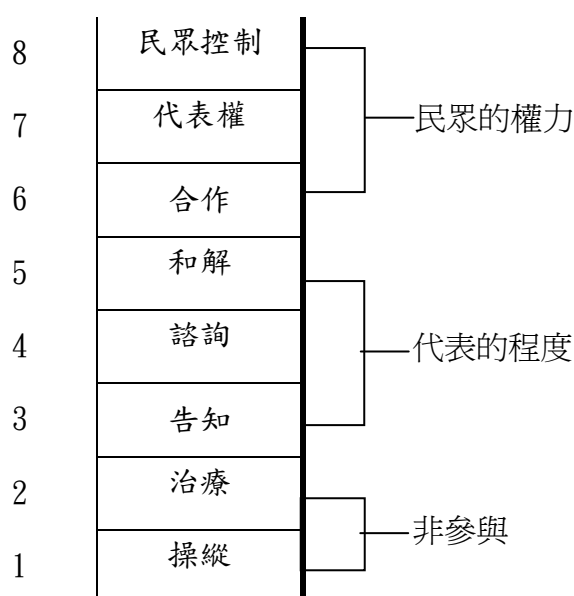 8 民眾控制
7 代表權
民眾的權力
6 合作
5 和解
4 諮詢
代表的程度
3 告知
2 治療
非參與
1 操縱